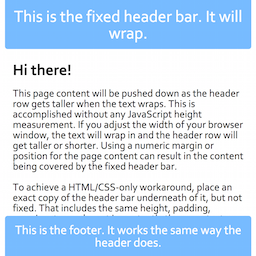 This is the fixed header bar. It will
wrap.
Hi there!
This page content will be pushed down as the header
row gets taller when the text wraps. This is
accomplished without any JavaScript height
measurement. If you adjust the width of your browser
window, the text will wrap in and the header row will
get taller or shorter. Using a numeric margin or
position for the page content can result in the content
being covered by the fixed header bar.
To achieve a HTML/CSS-only workaround, place an
exact copy of the header bar underneath of it, but not
fixed. That includes the same height, padding,
This is the footer. It works the same way the
header does.